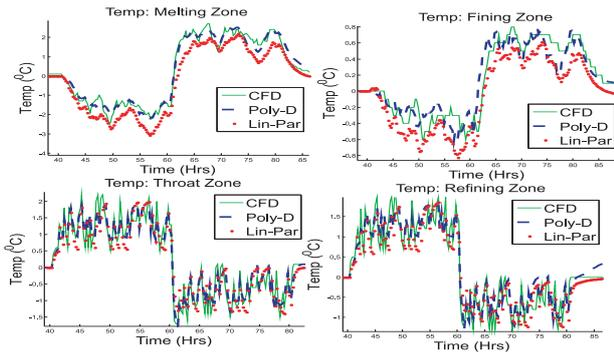 Temp: Melting Zone
Temp (⁰C)
2
1
0
-1
-2
-3
-4
40 45 50 55 60 65 70 75 80 85
Time (Hrs)
CFD
Poly-D
Lin-Par
Temp: Fining Zone
Temp (⁰C)
0,8
0,6
0,4
0,2
0
-0,2
-0,4
-0,6
-0,8
40 45 50 55 60 65 70 75 80 85
Time (Hrs)
CFD
Poly-D
Lin-Par
Temp: Throat Zone
Temp (⁰C)
2
1,5
1
0,5
0
-0,5
-1
-1,5
40 45 50 55 60 65 70 75 80
Time (Hrs)
CFD
Poly-D
Lin-Par
Temp: Refining Zone
Temp (⁰C)
1,5
1
0,5
0
-0,5
-1
40 45 50 55 60 65 70 75 80 85
Time (Hrs)
CFD
Poly-D
Lin-Par